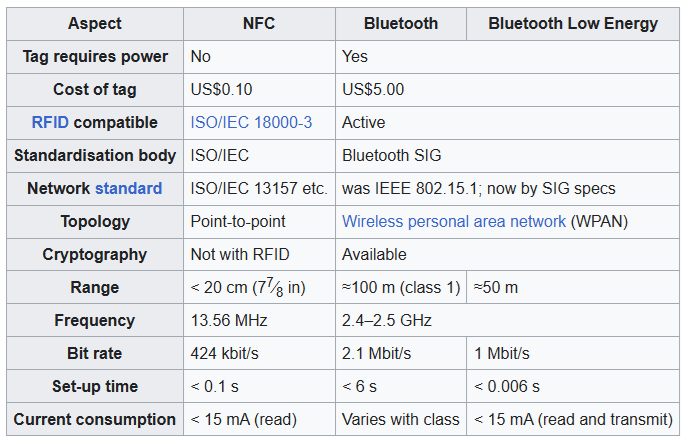 Aspect NFC Bluetooth Bluetooth Low Energy
Tag requires power No Yes
Cost of tag US$0.10 US$5.00
RFID compatible ISO/IEC 18000-3 Active
Standardisation body ISO/IEC Bluetooth SIG
Network standard ISO/IEC 13157 etc. was IEEE 802.15.1; now by SIG specs
Topology Point-to-point Wireless personal area network (WPAN)
Cryptography Not with RFID Available
Range < 20 cm (7 7⁄8 in) ≈100 m (class 1) ≈50 m
Frequency 13.56 MHz 2.4–2.5 GHz
Bit rate 424 kbit/s 2.1 Mbit/s 1 Mbit/s
Set-up time < 0.1 s < 6 s < 0.006 s
Current consumption < 15 mA (read) Varies with class < 15 mA (read and transmit)